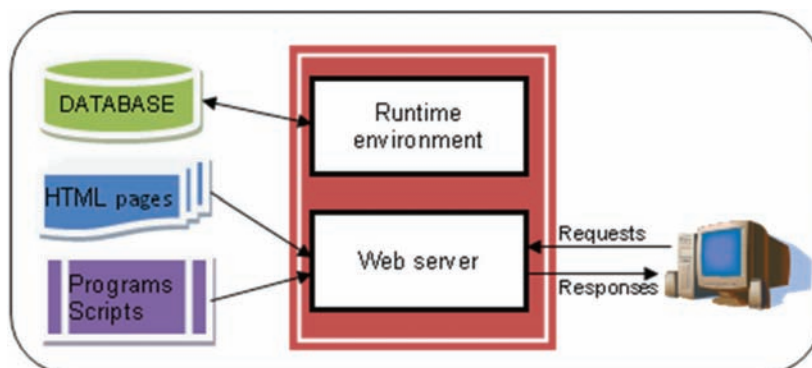 DATABASE
Runtime
environment
HTML pages
Web server
Requests
Responses
Programs
Scripts